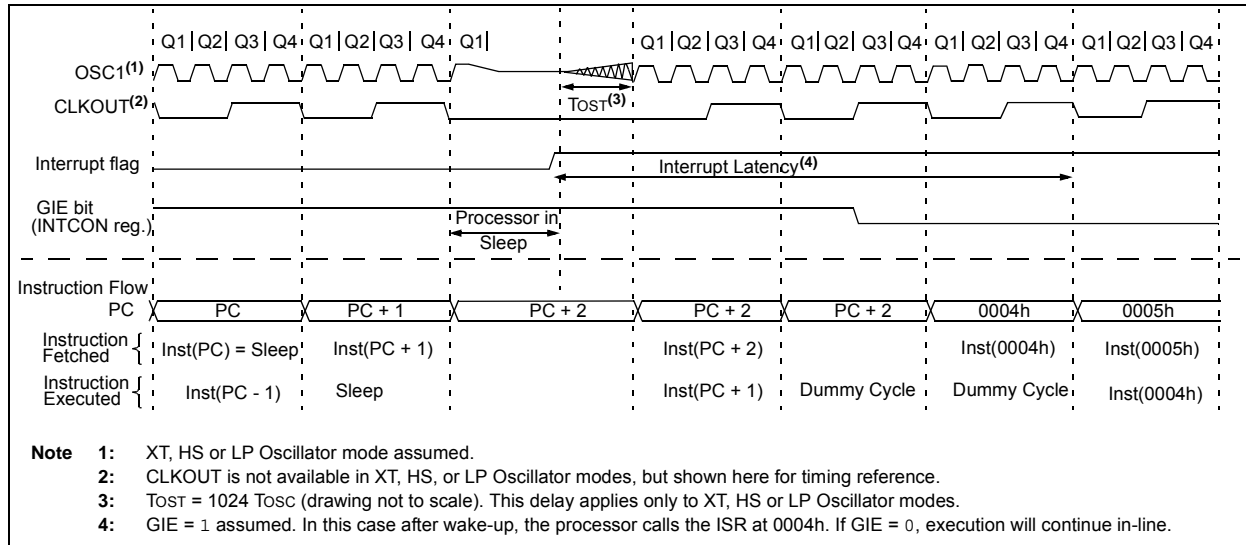 Q1 Q2 Q3 Q4 Q1 Q2 Q3 Q4 Q1 Q1 Q2 Q3 Q4 Q1 Q2 Q3 Q4 Q1 Q2 Q3 Q4 Q1 Q2 Q3 Q4
OSC1(1)
TOST(3)
CLKOUT(2)
Interrupt flag
Interrupt Latency(4)
GIE bit
(INTCON reg.)
Processor in
Sleep
Instruction Flow
PC PC PC + 1 PC + 2 PC + 2 PC + 2 0004h 0005h
Instruction
Fetched { Inst(PC) = Sleep Inst(PC + 1) Inst(PC + 2) Inst(0004h) Inst(0005h)
Instruction
Executed { Inst(PC - 1) Sleep Inst(PC + 1) Dummy Cycle Dummy Cycle Inst(0004h)
Note 1: XT, HS or LP Oscillator mode assumed.
2: CLKOUT is not available in XT, HS, or LP Oscillator modes, but shown here for timing reference.
3: TOST = 1024 TOSC (drawing not to scale). This delay applies only to XT, HS or LP Oscillator modes.
4: GIE = 1 assumed. In this case after wake-up, the processor calls the ISR at 0004h. If GIE = 0, execution will continue in-line.